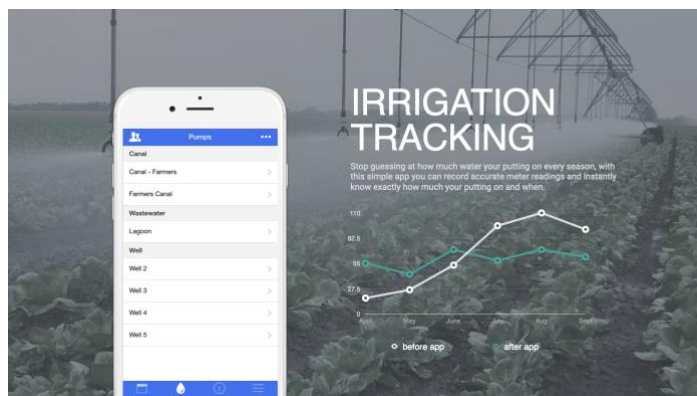 Pumps
Canal
Canal - Farmers
Farmers Canal
Wastewater
Lagoon
Well
Well 2
Well 3
Well 4
Well 5
IRRIGATION
TRACKING
Stop guessing at how much water your putting on every season, with
this simple app you can record accurate meter readings and instantly
know exactly how much your putting on and when.
110
82.5
55
27.5
0
April May June July Aug Sept
before app after app